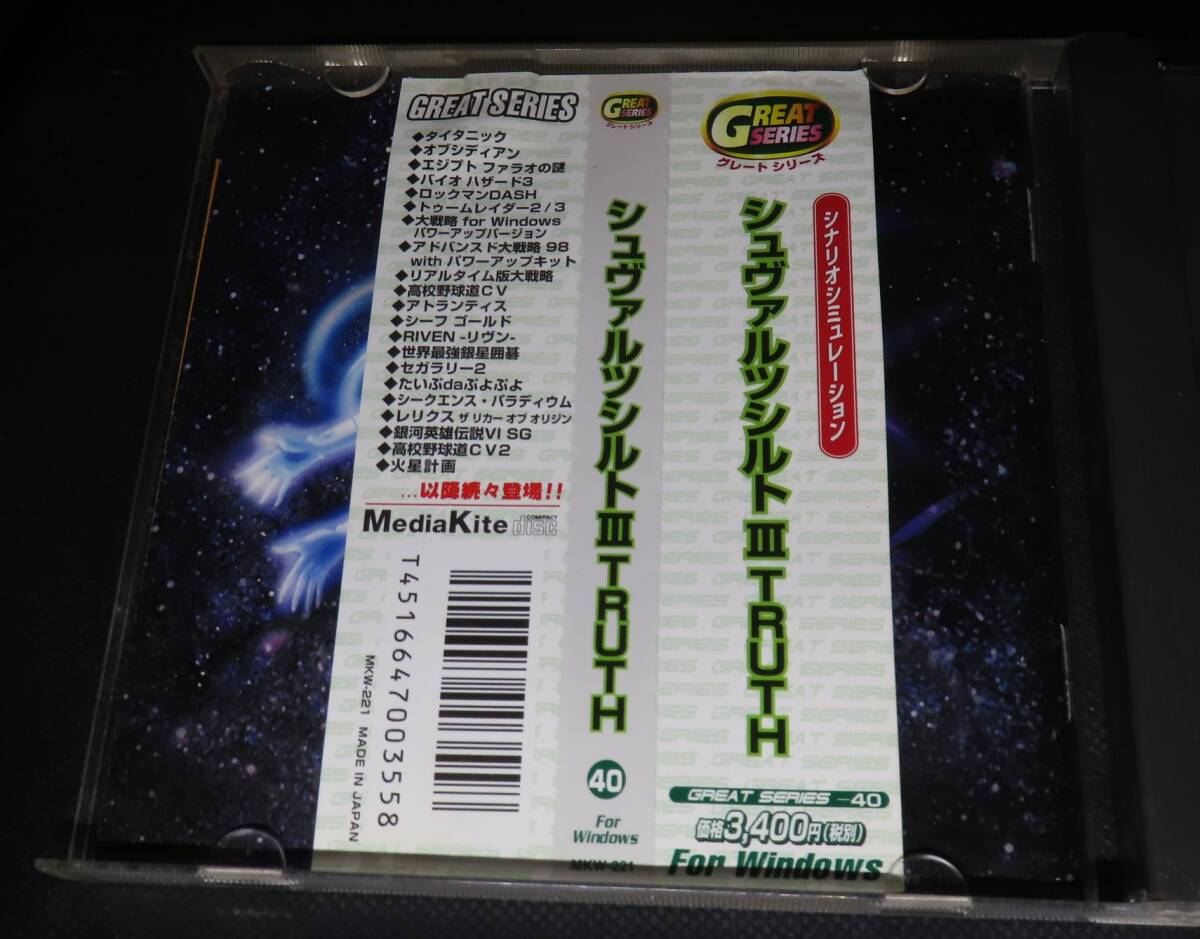 GREAT SERIES
◆タイタニック
◆オブシディアン
◆エジプト ファラオの謎
◆バイオ ハザード3
◆ロックマンDASH
◆トゥームレイダー2/3
◆大戦略 for Windows
パワーアップバージョン
◆アドバンスド大戦略 98
with パワーアップキット
◆リアルタイム版大戦略
◆高校野球道CV
◆アトランティス
◆シーフ ゴールド
◆RIVEN -リヴン-
◆世界最強銀星囲碁
◆セガラリー2
◆たいぷdaぷよぷよ
◆シークエンス・パラディウム
◆レリクス ザ リカー オブ オリジン
◆銀河英雄伝説VI SG
◆高校野球道CV2
◆火星計画
…以降続々登場!!
MediaKite
COMPACT
disc
T4516647003558
MKW-221 MADE IN JAPAN
GREAT
SERIES
グレートシリーズ
シュヴァルツシルトIII TRUTH
40
For
Windows
MKW-221
GREAT
SERIES
グレートシリーズ
シナリオシミュレーション
シュヴァルツシルトIII TRUTH
GREAT SERIES -40
価格3,400円(税別)
For Windows